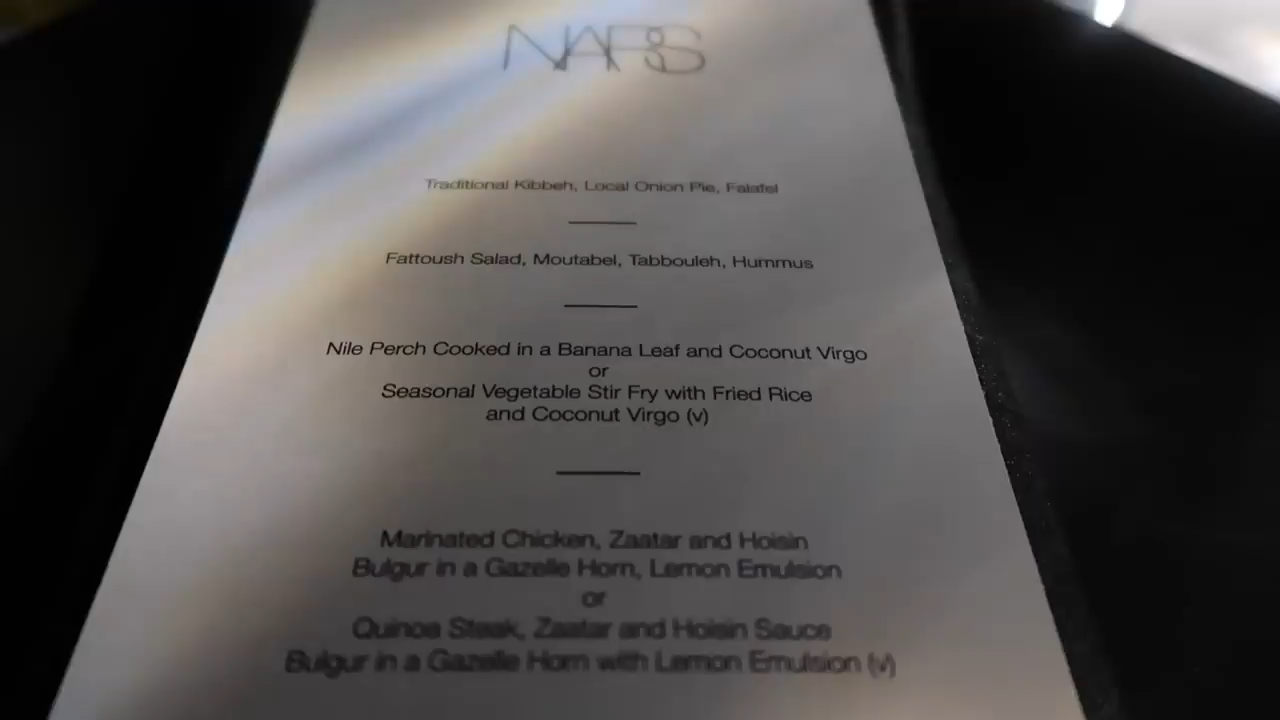 NARS
Traditional Kibbeh, Local Onion Pie, Falafel
Fattoush Salad, Moutabel, Tabbouleh, Hummus
Nile Perch Cooked in a Banana Leaf and Coconut Virgo
or
Seasonal Vegetable Stir Fry with Fried Rice
and Coconut Virgo (v)
Marinated Chicken, Zaatar and Hoisin
Bulgur in a Gazelle Horn, Lemon Emulsion
or
Quinoa Steak, Zaatar and Hoisin Sauce
Bulgur in a Gazelle Horn with Lemon Emulsion (v)